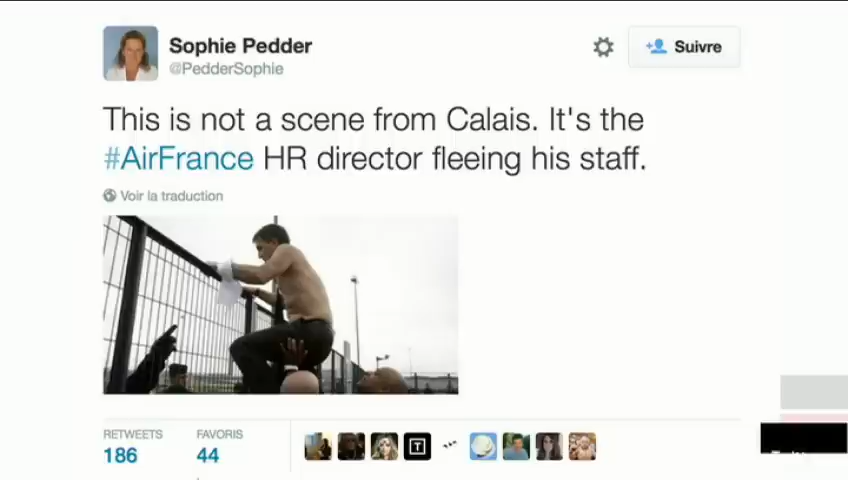 Sophie Pedder
@PedderSophie
Suivre
This is not a scene from Calais. It's the
#AirFrance HR director fleeing his staff.
Voir la traduction
RETWEETS FAVORIS
186 44
T